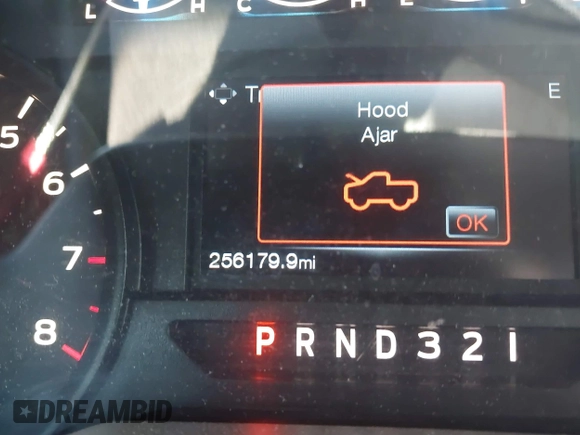 L H C H E F
5
6
7
8
E
Hood
Ajar
OK
256179.9mi
P R N D 3 2 1
DREAMBID